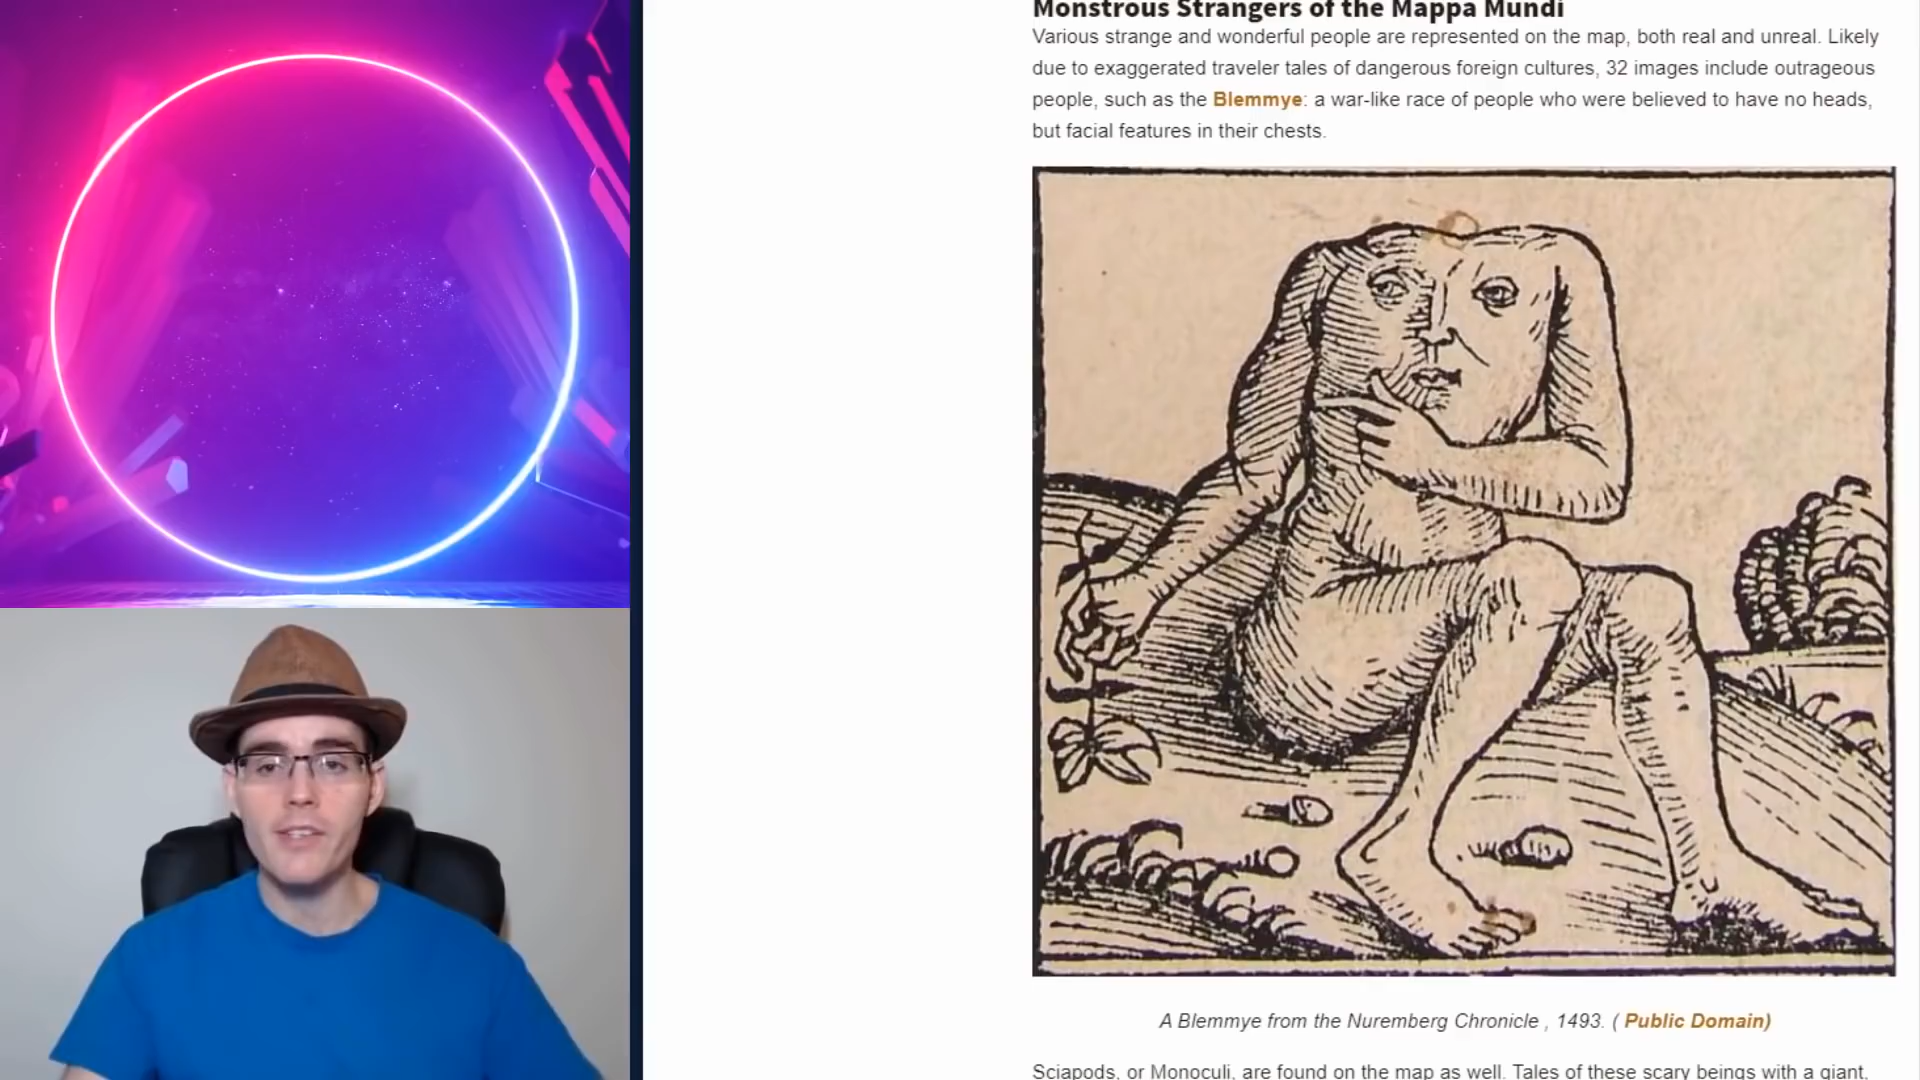 Monstrous Strangers of the Mappa Mundi
Various strange and wonderful people are represented on the map, both real and unreal. Likely
due to exaggerated traveler tales of dangerous foreign cultures, 32 images include outrageous
people, such as the Blemmye: a war-like race of people who were believed to have no heads,
but facial features in their chests.
A Blemmye from the Nuremberg Chronicle , 1493. ( Public Domain)
Sciapods, or Monoculi, are found on the map as well. Tales of these scary beings with a giant,